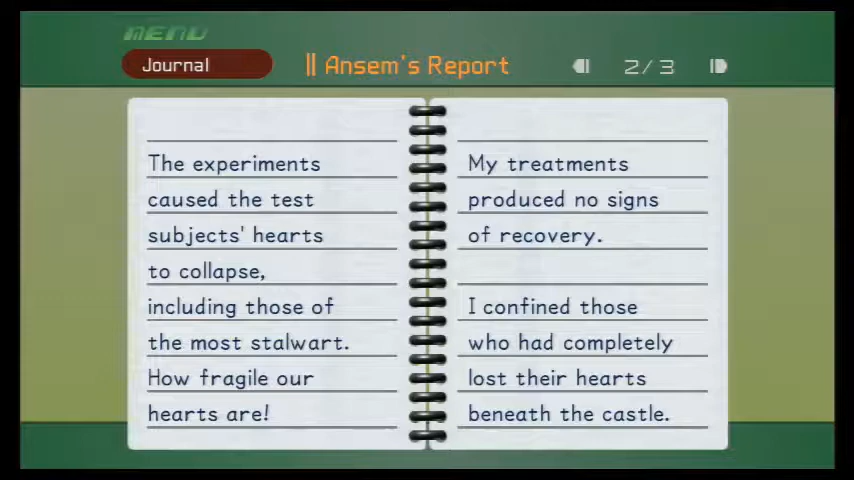 MENU
Journal
Ansem's Report
2/3
The experiments
caused the test
subjects' hearts
to collapse,
including those of
the most stalwart.
How fragile our
hearts are!
My treatments
produced no signs
of recovery.
I confined those
who had completely
lost their hearts
beneath the castle.